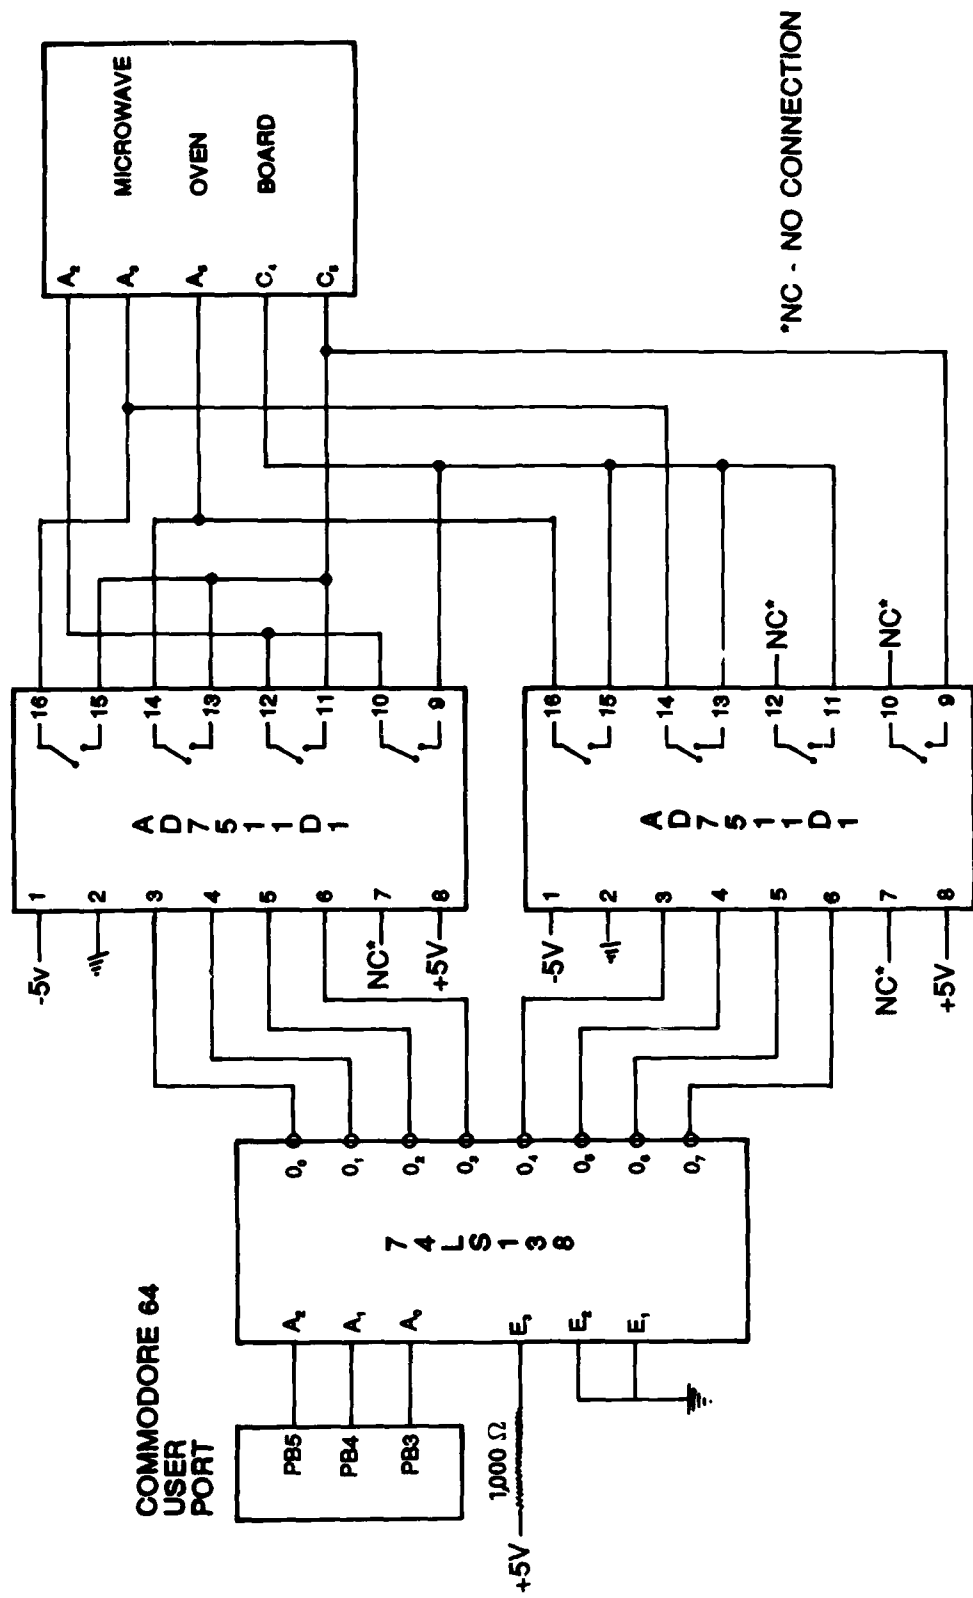 COMMODORE 64
USER
PORT
PB5
PB4
PB3
+5V
1,000 Ω
A₂
A₁
A₀
E₃
E₂
E₁
74LS138
O₀
O₁
O₂
O₃
O₄
O₅
O₆
O₇
-5V
NC*
+5V
1
2
3
4
5
6
7
8
AD7511D1
16
15
14
13
12
11
10
9
-5V
NC*
+5V
1
2
3
4
5
6
7
8
AD7511D1
16
15
14
13
12
11
10
9
NC*
NC*
A₂
A₃
A₅
C₄
C₅
MICROWAVE
OVEN
BOARD
*NC - NO CONNECTION